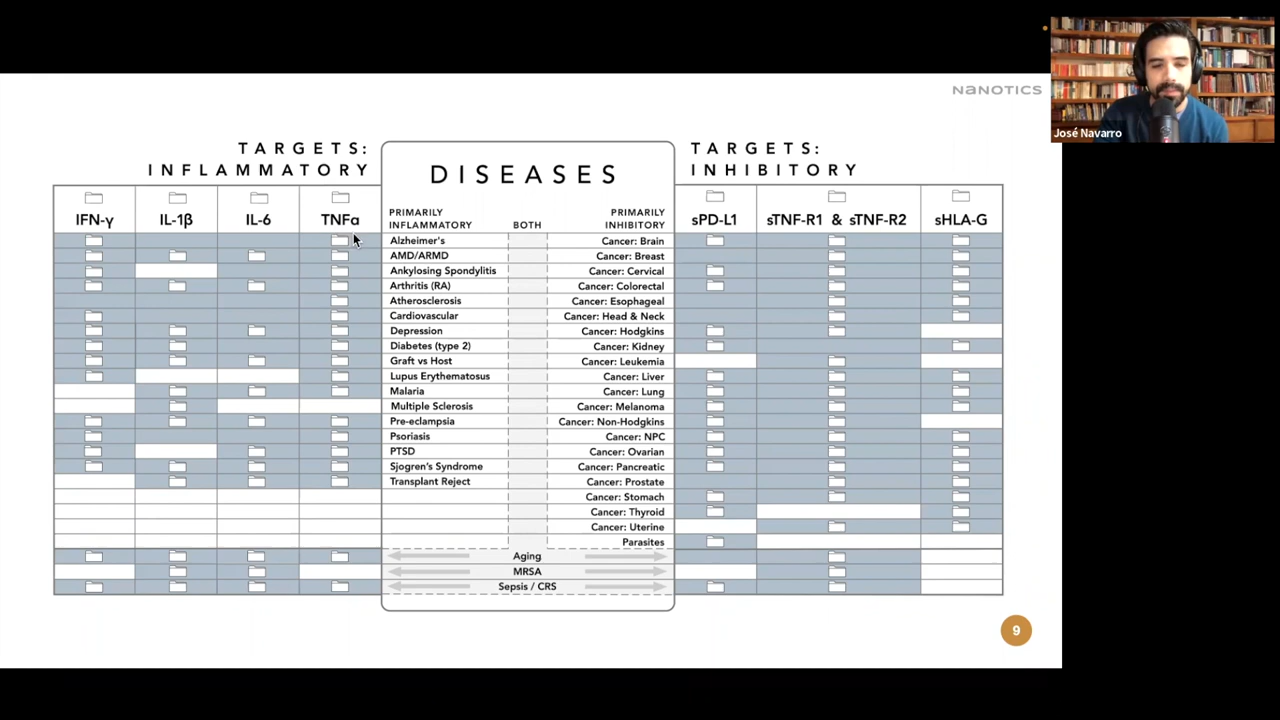 NANOTICS
José Navarro
TARGETS:
INFLAMMATORY
DISEASES
TARGETS:
INHIBITORY
IFN-γ
IL-1β
IL-6
TNFα
PRIMARILY
INFLAMMATORY
BOTH
PRIMARILY
INHIBITORY
sPD-L1
sTNF-R1 & sTNF-R2
sHLA-G
Alzheimer's Cancer: Brain
AMD/ARMD Cancer: Breast
Ankylosing Spondylitis Cancer: Cervical
Arthritis (RA) Cancer: Colorectal
Atherosclerosis Cancer: Esophageal
Cardiovascular Cancer: Head & Neck
Depression Cancer: Hodgkins
Diabetes (type 2) Cancer: Kidney
Graft vs Host Cancer: Leukemia
Lupus Erythematosus Cancer: Liver
Malaria Cancer: Lung
Multiple Sclerosis Cancer: Melanoma
Pre-eclampsia Cancer: Non-Hodgkins
Psoriasis Cancer: NPC
PTSD Cancer: Ovarian
Sjogren's Syndrome Cancer: Pancreatic
Transplant Reject Cancer: Prostate
Cancer: Stomach
Cancer: Thyroid
Cancer: Uterine
Parasites
Aging
MRSA
Sepsis / CRS
9